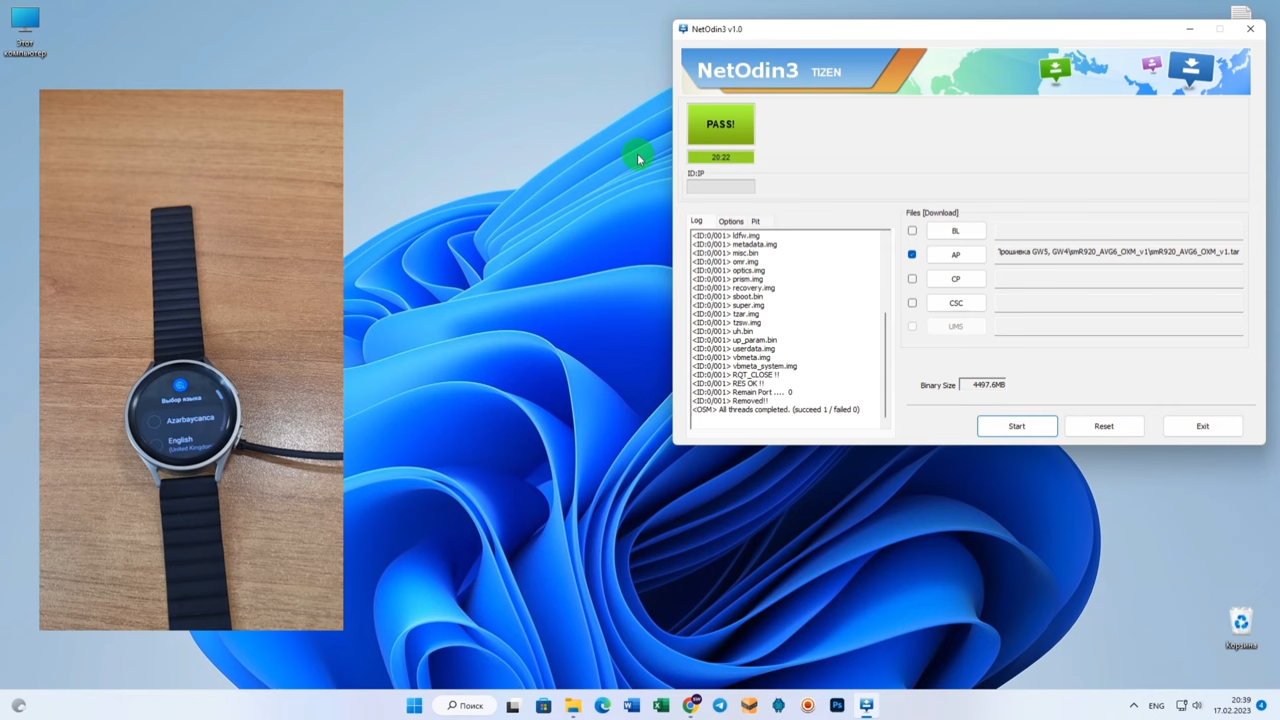 Этот
компьютер
NetOdin3 v1.0
NetOdin3 TIZEN
PASS!
20:22
ID:IP
Log Options Pit
<ID:0/001> ldfw.img
<ID:0/001> metadata.img
<ID:0/001> misc.bin
<ID:0/001> omr.img
<ID:0/001> optics.img
<ID:0/001> prism.img
<ID:0/001> recovery.img
<ID:0/001> sboot.bin
<ID:0/001> super.img
<ID:0/001> tzar.img
<ID:0/001> tzsw.img
<ID:0/001> uh.bin
<ID:0/001> up_param.bin
<ID:0/001> userdata.img
<ID:0/001> vbmeta.img
<ID:0/001> vbmeta_system.img
<ID:0/001> RQT_CLOSE !!
<ID:0/001> RES OK !!
<ID:0/001> Remain Port .... 0
<ID:0/001> Removed!!
<OSM> All threads completed. (succeed 1 / failed 0)
Files [Download]
BL
AP Прошивка GW5, GW4\smR920_AVG6_OXM_v1\smR920_AVG6_OXM_v1.tar
CP
CSC
UMS
Binary Size 4497.6MB
Start Reset Exit
Выбор языка
Azərbaycanca
English
(United Kingdom
Корзина
Поиск
ENG
20:39
17.02.2023